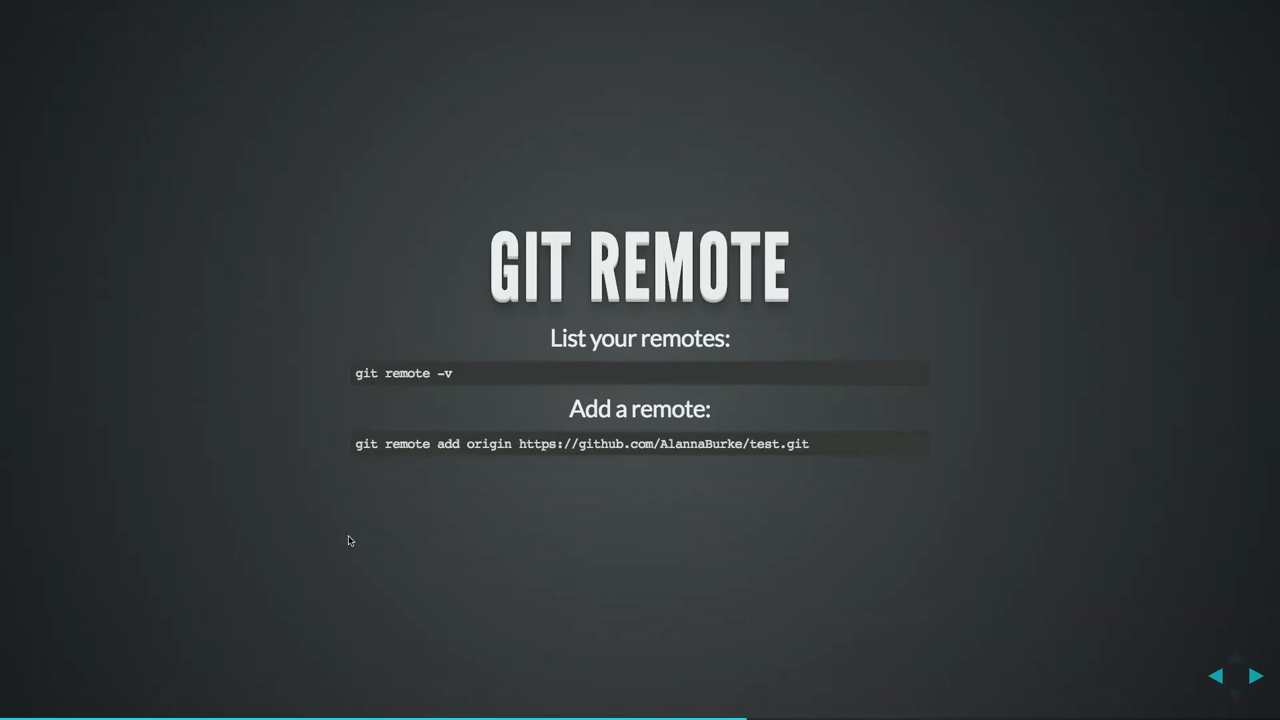 GIT REMOTE
List your remotes:
git remote -v
Add a remote:
git remote add origin https://github.com/AlannaBurke/test.git